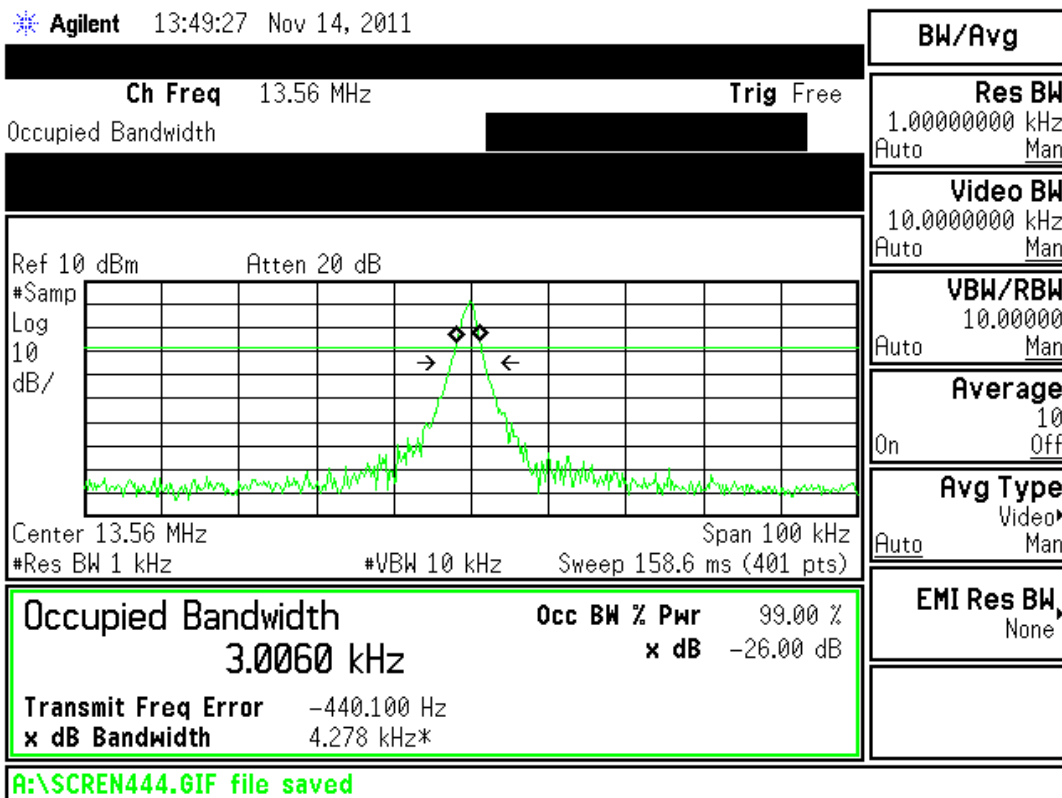 Agilent 13:49:27 Nov 14, 2011
BW/Avg
Ch Freq 13.56 MHz Trig Free
Occupied Bandwidth
Res BW
1.00000000 kHz
Auto Man
Video BW
10.0000000 kHz
Auto Man
VBW/RBW
10.00000
Auto Man
Average
10
On Off
Avg Type
Video
Auto Man
EMI Res BW
None
Ref 10 dBm Atten 20 dB
#Samp
Log
10
dB/
Center 13.56 MHz Span 100 kHz
#Res BW 1 kHz #VBW 10 kHz Sweep 158.6 ms (401 pts)
Occupied Bandwidth
3.0060 kHz
Occ BW % Pwr 99.00 %
x dB -26.00 dB
Transmit Freq Error -440.100 Hz
x dB Bandwidth 4.278 kHz*
A:\SCREN444.GIF file saved